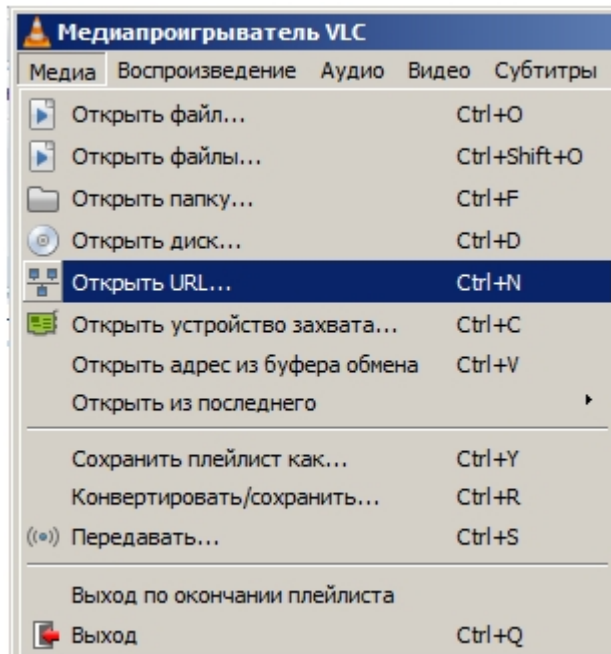 Медиапроигрыватель VLC
Медиа Воспроизведение Аудио Видео Субтитры
Открыть файл... Ctrl+O
Открыть файлы... Ctrl+Shift+O
Открыть папку... Ctrl+F
Открыть диск... Ctrl+D
Открыть URL... Ctrl+N
Открыть устройство захвата... Ctrl+C
Открыть адрес из буфера обмена Ctrl+V
Открыть из последнего
Сохранить плейлист как... Ctrl+Y
Конвертировать/сохранить... Ctrl+R
Передавать... Ctrl+S
Выход по окончании плейлиста
Выход Ctrl+Q